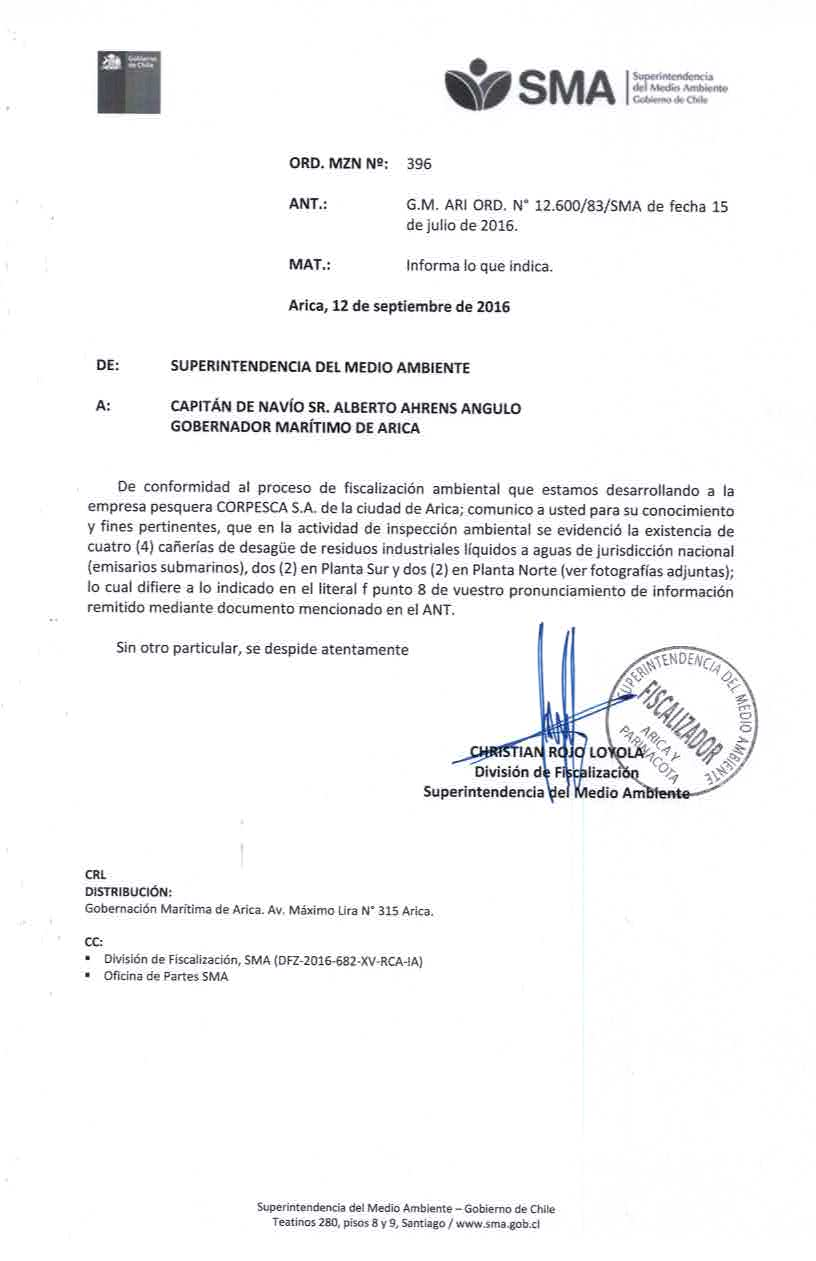 Gobierno
de Chile
SMA
Superintendencia
del Medio Ambiente
Gobierno de Chile
ORD. MZN Nº: 396
ANT.: G.M. ARI ORD. N° 12.600/83/SMA de fecha 15
de julio de 2016.
MAT.: Informa lo que indica.
Arica, 12 de septiembre de 2016
DE: SUPERINTENDENCIA DEL MEDIO AMBIENTE
A: CAPITÁN DE NAVÍO SR. ALBERTO AHRENS ANGULO
GOBERNADOR MARÍTIMO DE ARICA
De conformidad al proceso de fiscalización ambiental que estamos desarrollando a la
empresa pesquera CORPESCA S.A. de la ciudad de Arica; comunico a usted para su conocimiento
y fines pertinentes, que en la actividad de inspección ambiental se evidenció la existencia de
cuatro (4) cañerías de desagüe de residuos industriales líquidos a aguas de jurisdicción nacional
(emisarios submarinos), dos (2) en Planta Sur y dos (2) en Planta Norte (ver fotografías adjuntas);
lo cual difiere a lo indicado en el literal f punto 8 de vuestro pronunciamiento de información
remitido mediante documento mencionado en el ANT.
Sin otro particular, se despide atentamente
SUPERINTENDENCIA DEL MEDIO AMBIENTE
FISCALIZADOR
ARICA Y
PARINACOTA
CHRISTIAN ROJO LOYOLA
División de Fiscalización
Superintendencia del Medio Ambiente
CRL
DISTRIBUCIÓN:
Gobernación Marítima de Arica. Av. Máximo Lira N° 315 Arica.
CC:
▪ División de Fiscalización, SMA (DFZ-2016-682-XV-RCA-IA)
▪ Oficina de Partes SMA
Superintendencia del Medio Ambiente – Gobierno de Chile
Teatinos 280, pisos 8 y 9, Santiago / www.sma.gob.cl